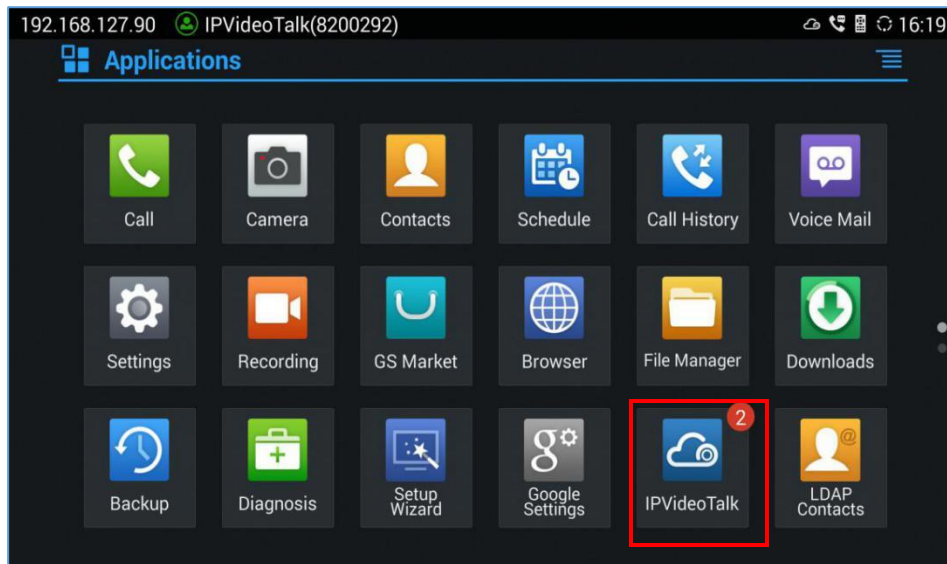 192.168.127.90 IPVideoTalk(8200292) 16:19
Applications
Call Camera Contacts Schedule Call History Voice Mail
Settings Recording GS Market Browser File Manager Downloads
2
Backup Diagnosis Setup Wizard Google Settings IPVideoTalk LDAP Contacts